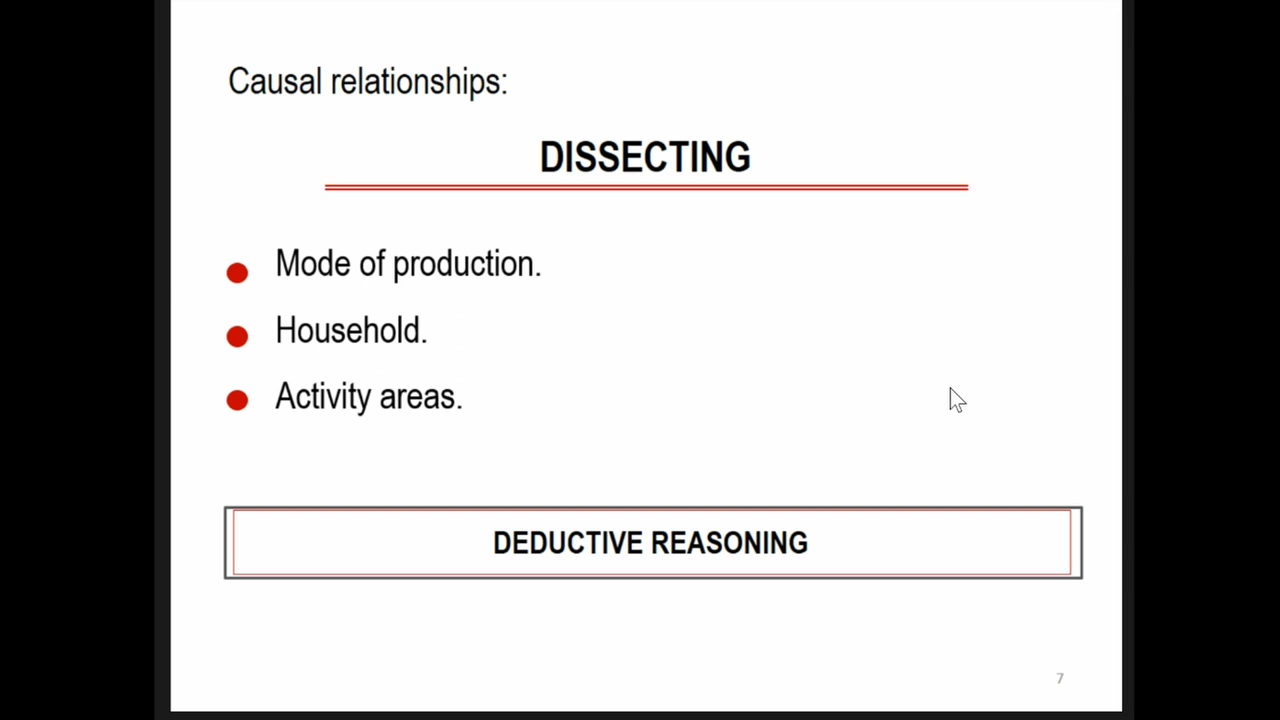 Causal relationships:
DISSECTING
Mode of production.
Household.
Activity areas.
DEDUCTIVE REASONING
7